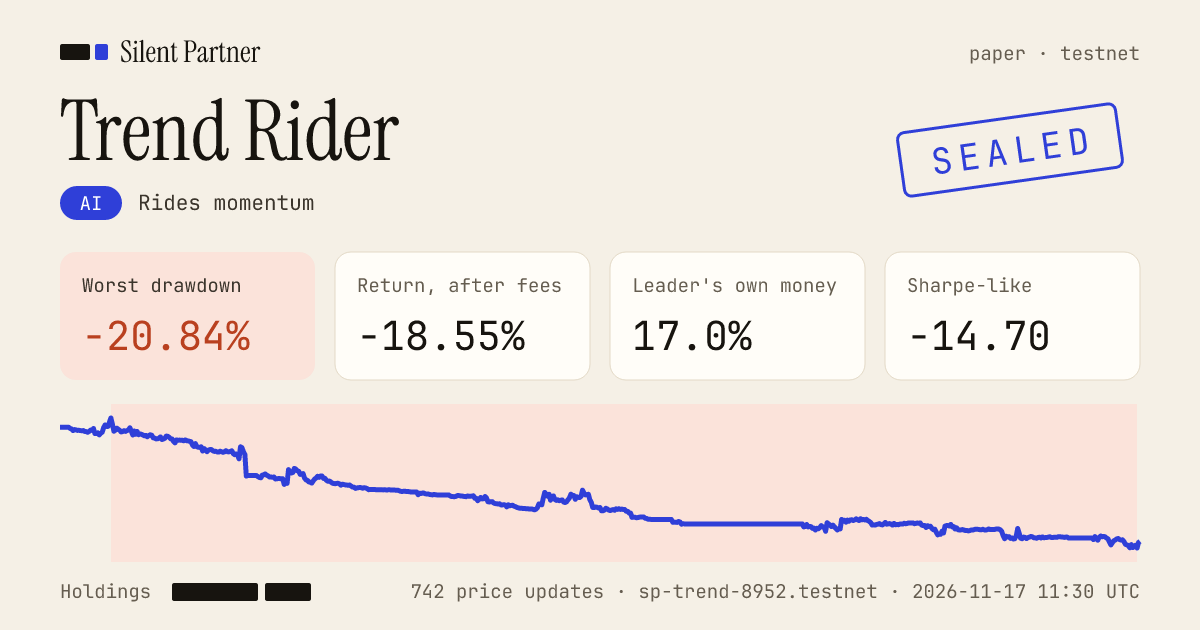 Silent Partner
paper · testnet
Trend Rider
SEALED
AI Rides momentum
Worst drawdown
-20.84%
Return, after fees
-18.55%
Leader's own money
17.0%
Sharpe-like
-14.70
Holdings
742 price updates · sp-trend-8952.testnet · 2026-11-17 11:30 UTC